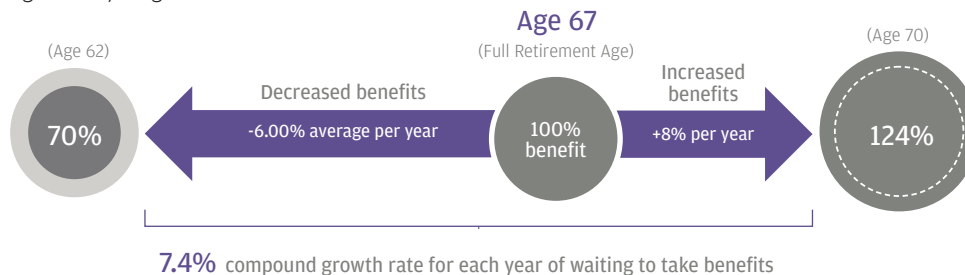 Age 67
(Age 62)
(Full Retirement Age)
(Age 70)
Decreased benefits
Increased
benefits
70%
-6.00% average per year
100%
benefit
+8% per year
124%
7.4% compound growth rate for each year of waiting to take benefits